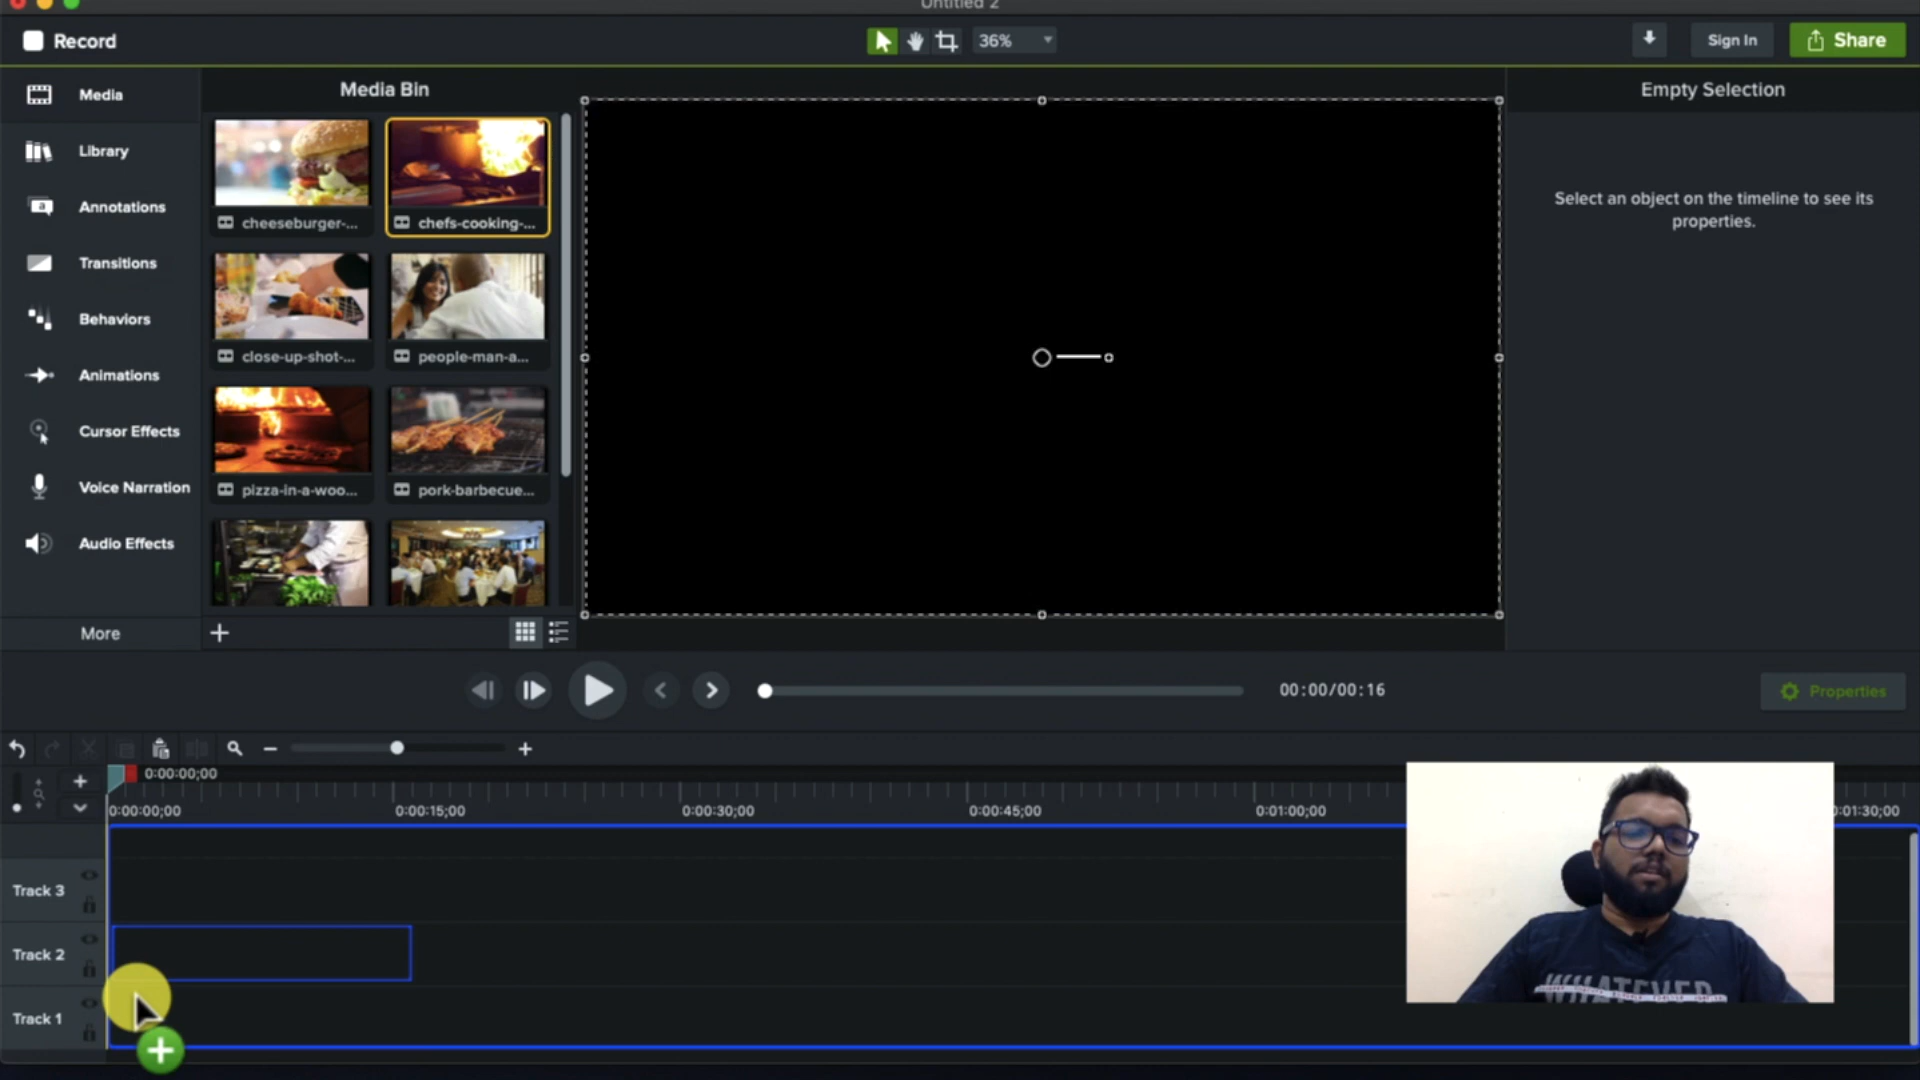 Untitled 2
Record
36%
Sign In
Share
Media
Library
Annotations
Transitions
Behaviors
Animations
Cursor Effects
Voice Narration
Audio Effects
More
Media Bin
cheeseburger-...
chefs-cooking-...
close-up-shot-...
people-man-a...
pizza-in-a-woo...
pork-barbecue...
Empty Selection
Select an object on the timeline to see its
properties.
00:00/00:16
Properties
0:00:00;00
0:00:00;00
0:00:15;00
0:00:30;00
0:00:45;00
0:01:00;00
0:01:30;00
Track 3
Track 2
Track 1
WHATEVER